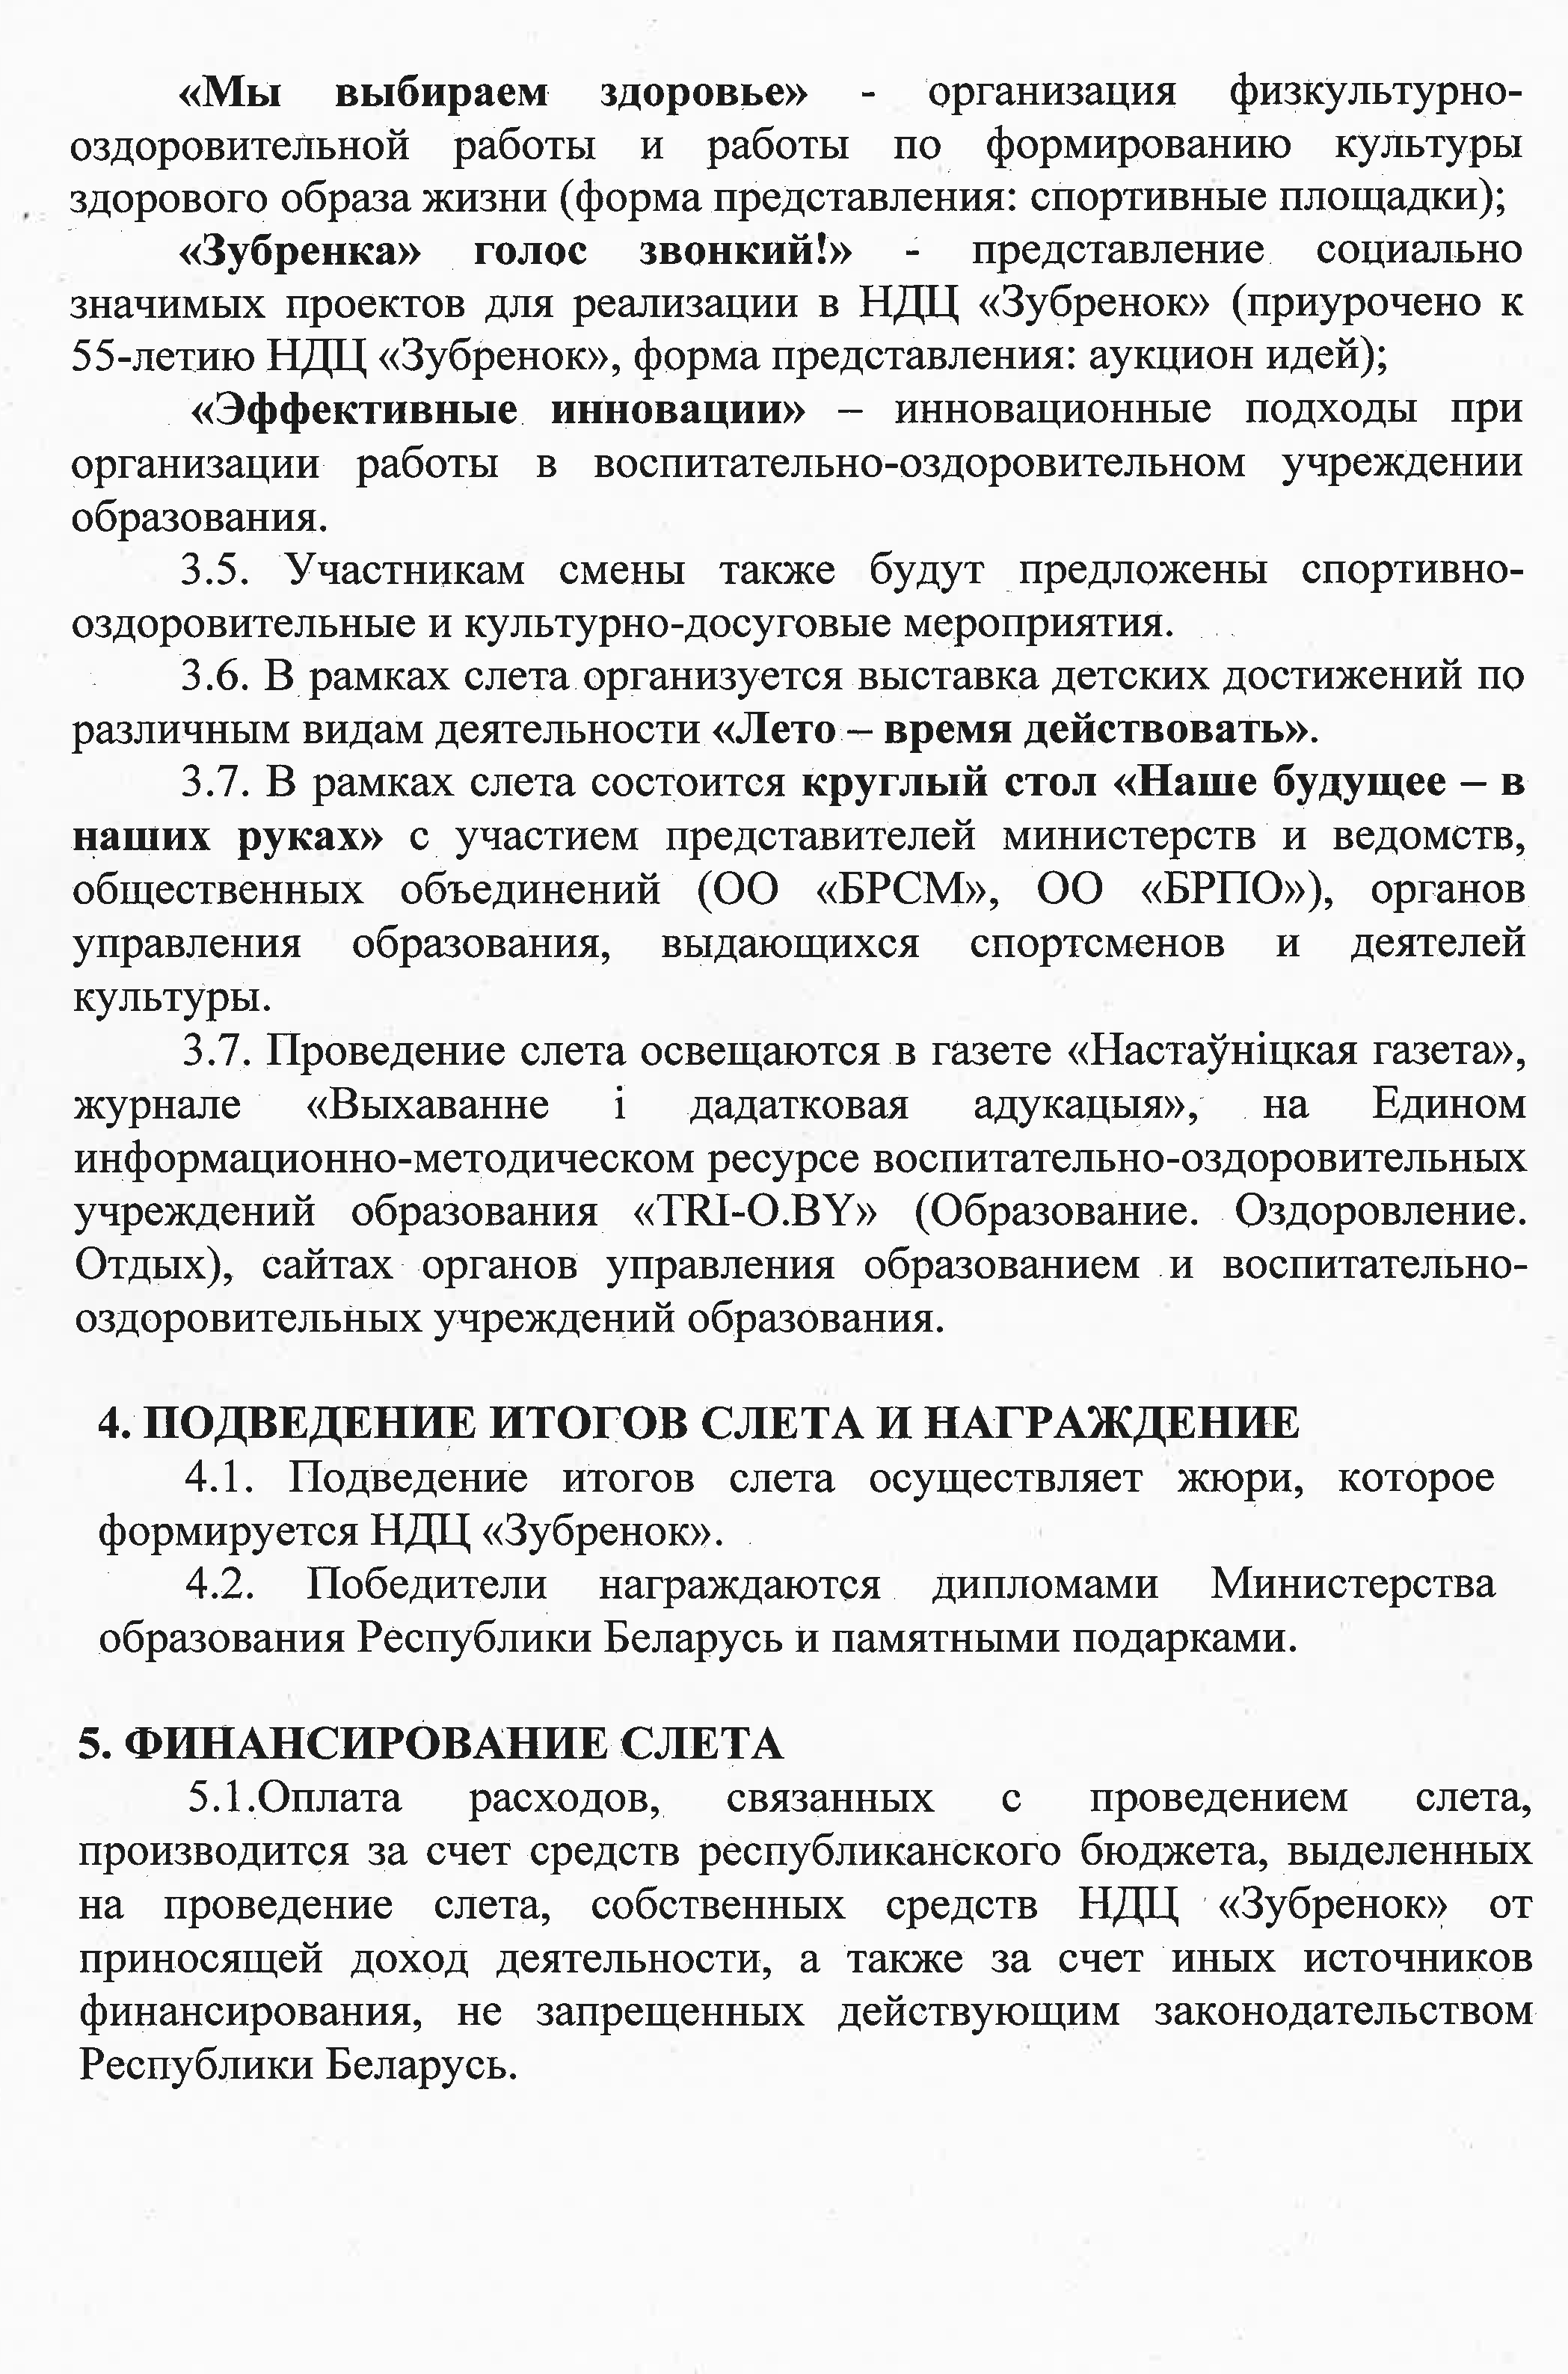 «Мы выбираем здоровье» - организация физкультурно-
оздоровительной работы и работы по формированию культуры
здорового образа жизни (форма представления: спортивные площадки);
«Зубренка» голос звонкий!» - представление социально
значимых проектов для реализации в НДЦ «Зубренок» (приурочено к
55-летию НДЦ «Зубренок», форма представления: аукцион идей);
«Эффективные инновации» – инновационные подходы при
организации работы в воспитательно-оздоровительном учреждении
образования.
3.5. Участникам смены также будут предложены спортивно-
оздоровительные и культурно-досуговые мероприятия.
3.6. В рамках слета организуется выставка детских достижений по
различным видам деятельности «Лето – время действовать».
3.7. В рамках слета состоится круглый стол «Наше будущее – в
наших руках» с участием представителей министерств и ведомств,
общественных объединений (ОО «БРСМ», ОО «БРПО»), органов
управления образования, выдающихся спортсменов и деятелей
культуры.
3.7. Проведение слета освещаются в газете «Настаўніцкая газета»,
журнале «Выхаванне і дадатковая адукацыя», на Едином
информационно-методическом ресурсе воспитательно-оздоровительных
учреждений образования «TRI-O.BY» (Образование. Оздоровление.
Отдых), сайтах органов управления образованием и воспитательно-
оздоровительных учреждений образования.
4. ПОДВЕДЕНИЕ ИТОГОВ СЛЕТА И НАГРАЖДЕНИЕ
4.1. Подведение итогов слета осуществляет жюри, которое
формируется НДЦ «Зубренок».
4.2. Победители награждаются дипломами Министерства
образования Республики Беларусь и памятными подарками.
5. ФИНАНСИРОВАНИЕ СЛЕТА
5.1.Оплата расходов, связанных с проведением слета,
производится за счет средств республиканского бюджета, выделенных
на проведение слета, собственных средств НДЦ «Зубренок» от
приносящей доход деятельности, а также за счет иных источников
финансирования, не запрещенных действующим законодательством
Республики Беларусь.